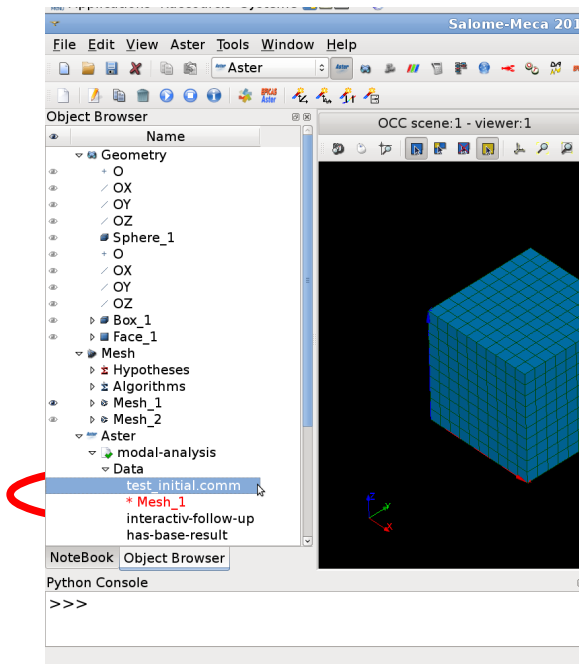 Salome-Meca 201
File Edit View Aster Tools Window Help
Aster
Object Browser
OCC scene:1 - viewer:1
Name
Geometry
O
OX
OY
OZ
Sphere_1
O
OX
OY
OZ
Box_1
Face_1
Mesh
Hypotheses
Algorithms
Mesh_1
Mesh_2
Aster
modal-analysis
Data
test_initial.comm
* Mesh_1
interactiv-follow-up
has-base-result
NoteBook Object Browser
Python Console
>>>